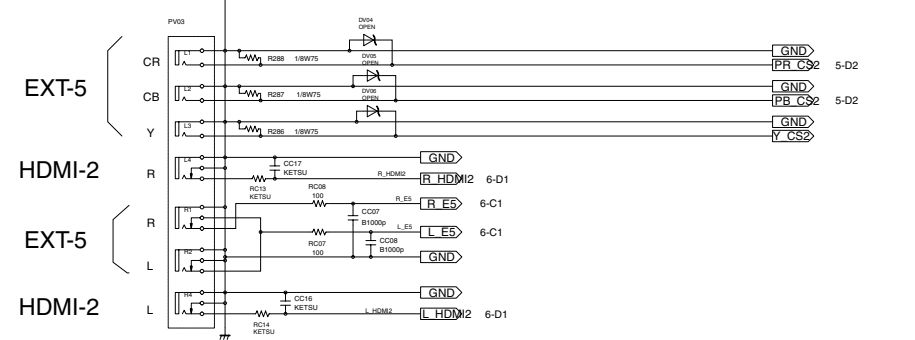 PV03
DV04
OPEN
L1
CR
R288 1/8W75
GND
PR_CS2 5-D2
DV05
OPEN
EXT-5
L2
CB
R287 1/8W75
GND
PB_CS2 5-D2
DV06
OPEN
L3
Y
R286 1/8W75
GND
Y_CS2
HDMI-2
L4
R
CC17
KETSU
GND
RC13
KETSU
R_HDMI2
R_HDMI2 6-D1
RC08
100
R_E5
R_E5 6-C1
EXT-5
R1
R
CC07
B1000p
L_E5
L_E5 6-C1
RC07
100
CC08
B1000p
R2
L
GND
HDMI-2
R4
L
CC16
KETSU
GND
RC14
KETSU
L_HDMI2
L_HDMI2 6-D1